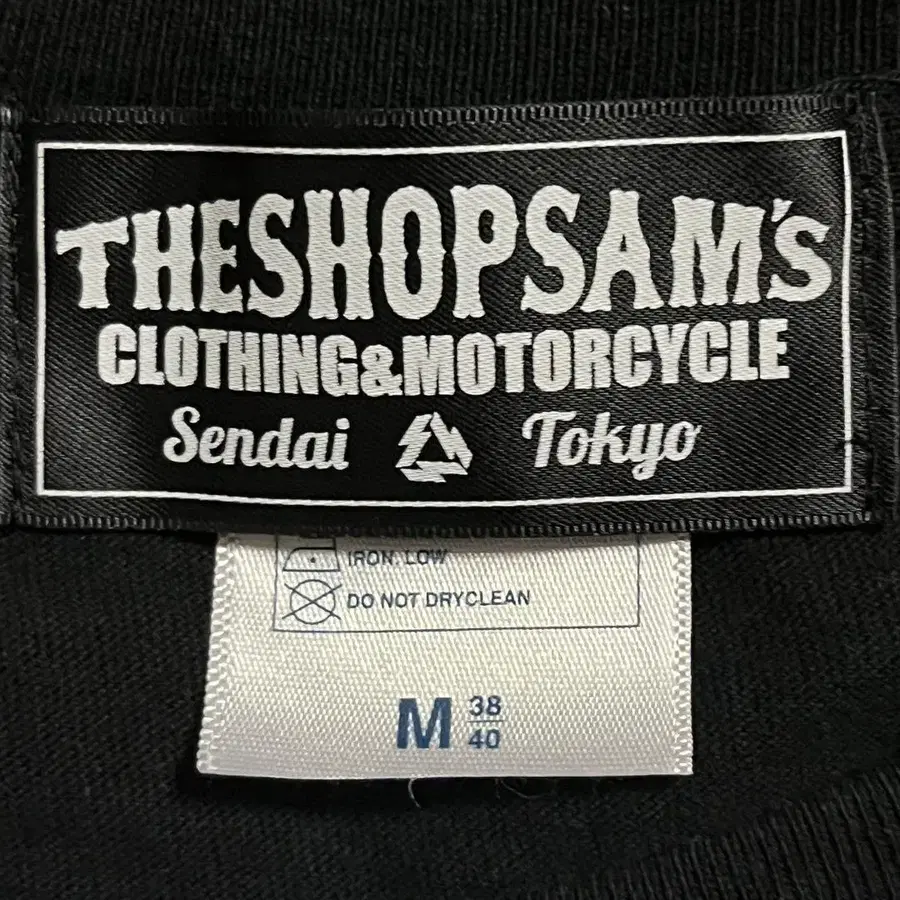 THESHOPSAM'S
CLOTHING&MOTORCYCLE
Sendai Tokyo
IRON. LOW
DO NOT DRYCLEAN
M 38
40